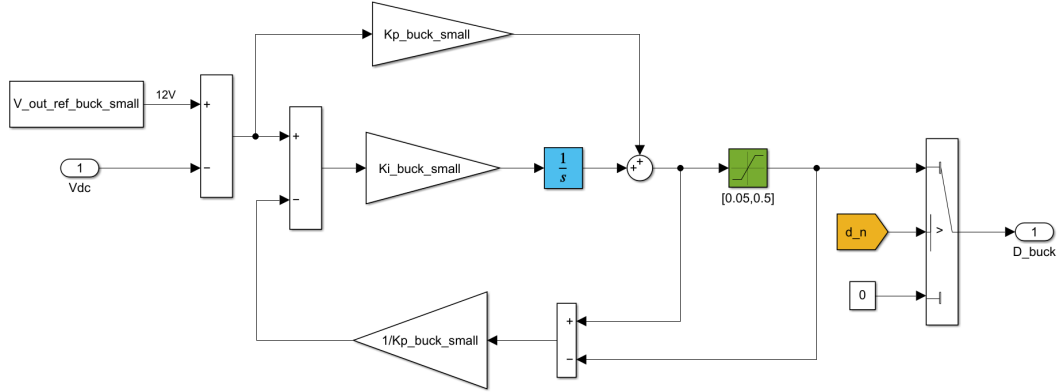 Kp_buck_small
V_out_ref_buck_small
12V
+
−
1
Vdc
+
−
Ki_buck_small
1
s
+
+
[0.05,0.5]
d_n
>
0
1
D_buck
1/Kp_buck_small
+
−